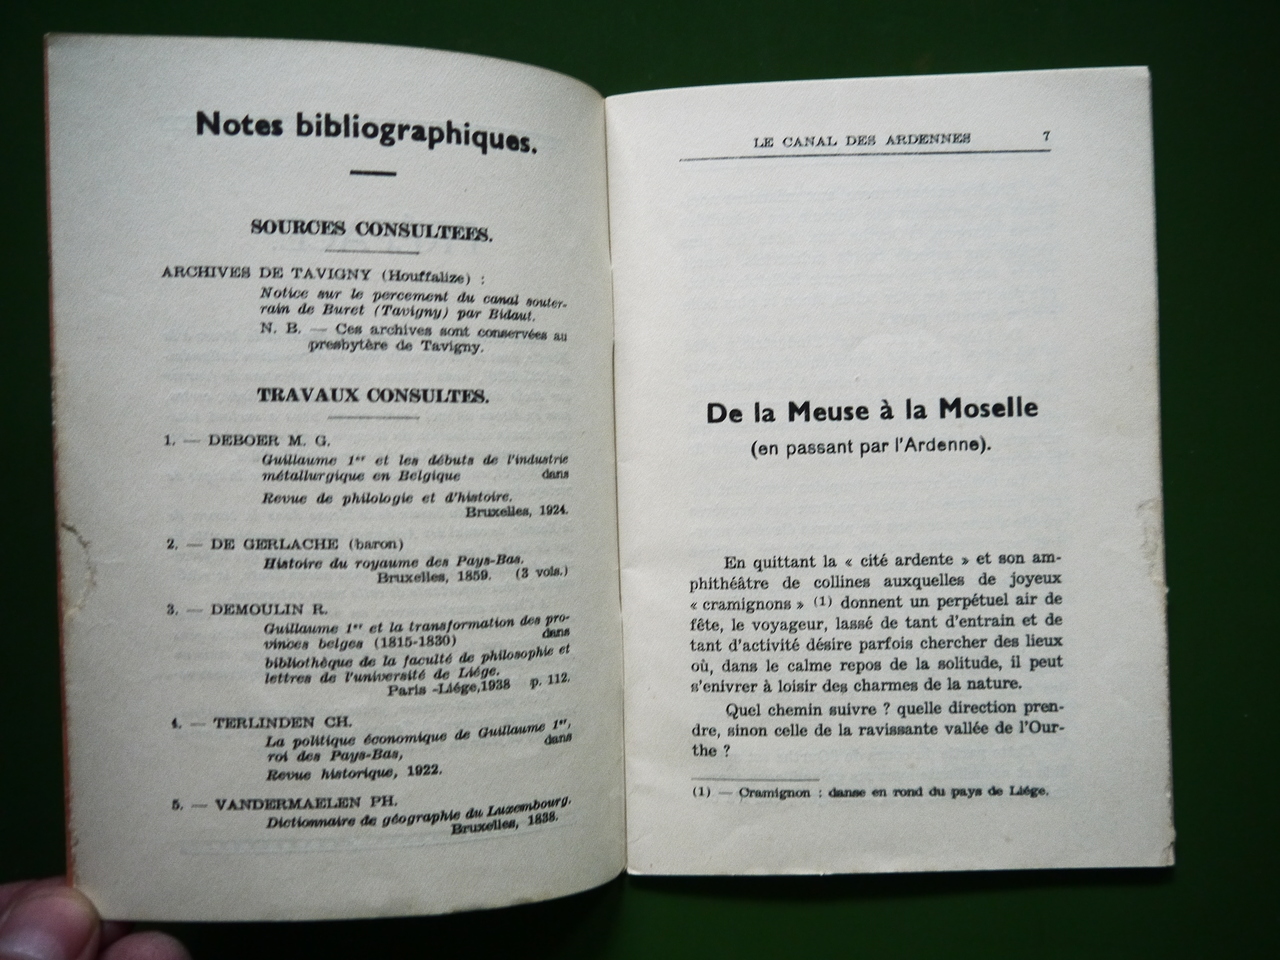 Notes bibliographiques.
SOURCES CONSULTEES.
ARCHIVES DE TAVIGNY (Houffalize) :
Notice sur le percement du canal souter-
rain de Buret (Tavigny) par Bidaut.
N. B. — Ces archives sont conservées au
presbytère de Tavigny.
TRAVAUX CONSULTES.
1. — DEBOER M. G.
Guillaume 1er et les débuts de l'industrie
métallurgique en Belgique dans
Revue de philologie et d'histoire.
Bruxelles, 1924.
2. — DE GERLACHE (baron)
Histoire du royaume des Pays-Bas.
Bruxelles, 1859. (3 vols.)
3. — DEMOULIN R.
Guillaume 1er et la transformation des pro-
vinces belges (1815-1830) dans
bibliothèque de la faculté de philosophie et
lettres de l'université de Liége.
Paris -Liége,1938 p. 112.
4. — TERLINDEN CH.
La politique économique de Guillaume 1er,
roi des Pays-Bas, dans
Revue historique, 1922.
5. — VANDERMAELEN PH.
Dictionnaire de géographie du Luxembourg.
Bruxelles, 1838.
LE CANAL DES ARDENNES 7
De la Meuse à la Moselle
(en passant par l'Ardenne).
En quittant la « cité ardente » et son am-
phithéâtre de collines auxquelles de joyeux
« cramignons » (1) donnent un perpétuel air de
fête, le voyageur, lassé de tant d'entrain et de
tant d'activité désire parfois chercher des lieux
où, dans le calme repos de la solitude, il peut
s'enivrer à loisir des charmes de la nature.
Quel chemin suivre ? quelle direction pren-
dre, sinon celle de la ravissante vallée de l'Our-
the ?
(1) — Cramignon : danse en rond du pays de Liége.